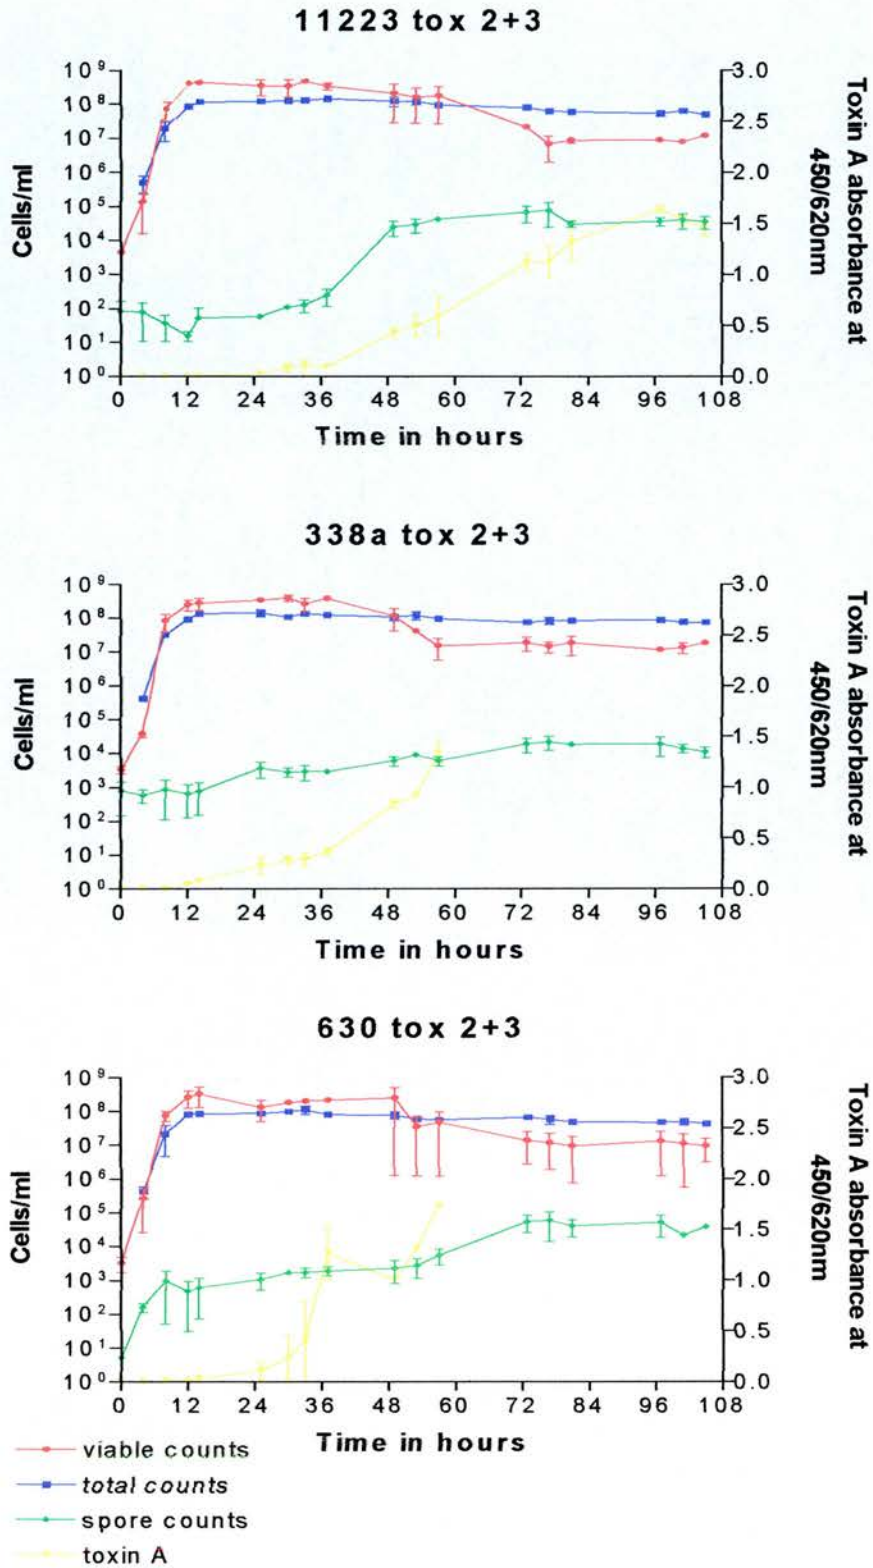 11223 tox 2+3
10⁹
10⁸
10⁷
10⁶
10⁵
10⁴
10³
10²
10¹
10⁰
Cells/ml
3.0
2.5
2.0
1.5
1.0
0.5
0.0
Toxin A absorbance at
450/620nm
0 12 24 36 48 60 72 84 96 108
Time in hours
338a tox 2+3
10⁹
10⁸
10⁷
10⁶
10⁵
10⁴
10³
10²
10¹
10⁰
Cells/ml
3.0
2.5
2.0
1.5
1.0
0.5
0.0
Toxin A absorbance at
450/620nm
0 12 24 36 48 60 72 84 96 108
Time in hours
630 tox 2+3
10⁹
10⁸
10⁷
10⁶
10⁵
10⁴
10³
10²
10¹
10⁰
Cells/ml
3.0
2.5
2.0
1.5
1.0
0.5
0.0
Toxin A absorbance at
450/620nm
0 12 24 36 48 60 72 84 96 108
Time in hours
viable counts
total counts
spore counts
toxin A